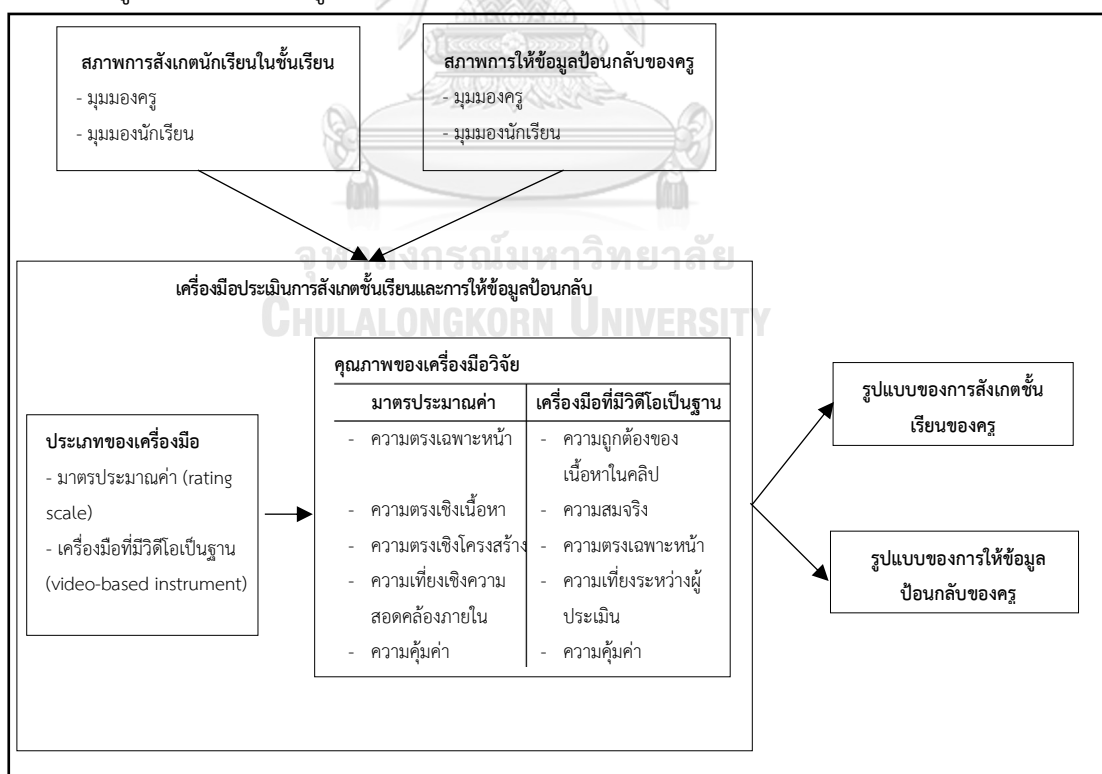 สภาพการสังเกตนักเรียนในชั้นเรียน
- มุมมองครู
- มุมมองนักเรียน
สภาพการให้ข้อมูลป้อนกลับของครู
- มุมมองครู
- มุมมองนักเรียน
จุฬาลงกรณ์มหาวิทยาลัย
CHULALONGKORN UNIVERSITY
เครื่องมือประเมินการสังเกตชั้นเรียนและการให้ข้อมูลป้อนกลับ
ประเภทของเครื่องมือ
- มาตรประมาณค่า (rating
scale)
- เครื่องมือที่มีวิดีโอเป็นฐาน
(video-based instrument)
คุณภาพของเครื่องมือวิจัย
มาตรประมาณค่า
- ความตรงเฉพาะหน้า
- ความตรงเชิงเนื้อหา
- ความตรงเชิงโครงสร้าง
- ความเที่ยงเชิงความ
สอดคล้องภายใน
- ความคุ้มค่า
เครื่องมือที่มีวิดีโอเป็นฐาน
- ความถูกต้องของ
เนื้อหาในคลิป
- ความสมจริง
- ความตรงเฉพาะหน้า
- ความเที่ยงระหว่างผู้
ประเมิน
- ความคุ้มค่า
รูปแบบของการสังเกตชั้น
เรียนของครู
รูปแบบของการให้ข้อมูล
ป้อนกลับของครู